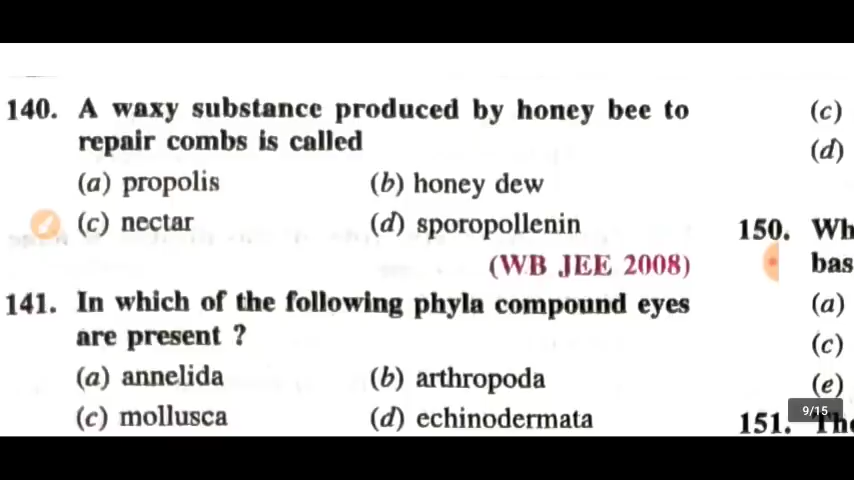 140. A waxy substance produced by honey bee to
repair combs is called
(a) propolis (b) honey dew
(c) nectar (d) sporopollenin
(WB JEE 2008)
141. In which of the following phyla compound eyes
are present ?
(a) annelida (b) arthropoda
(c) mollusca (d) echinodermata
(c)
(d)
150. Wh
bas
(a)
(c)
(e)
9/15
151. The